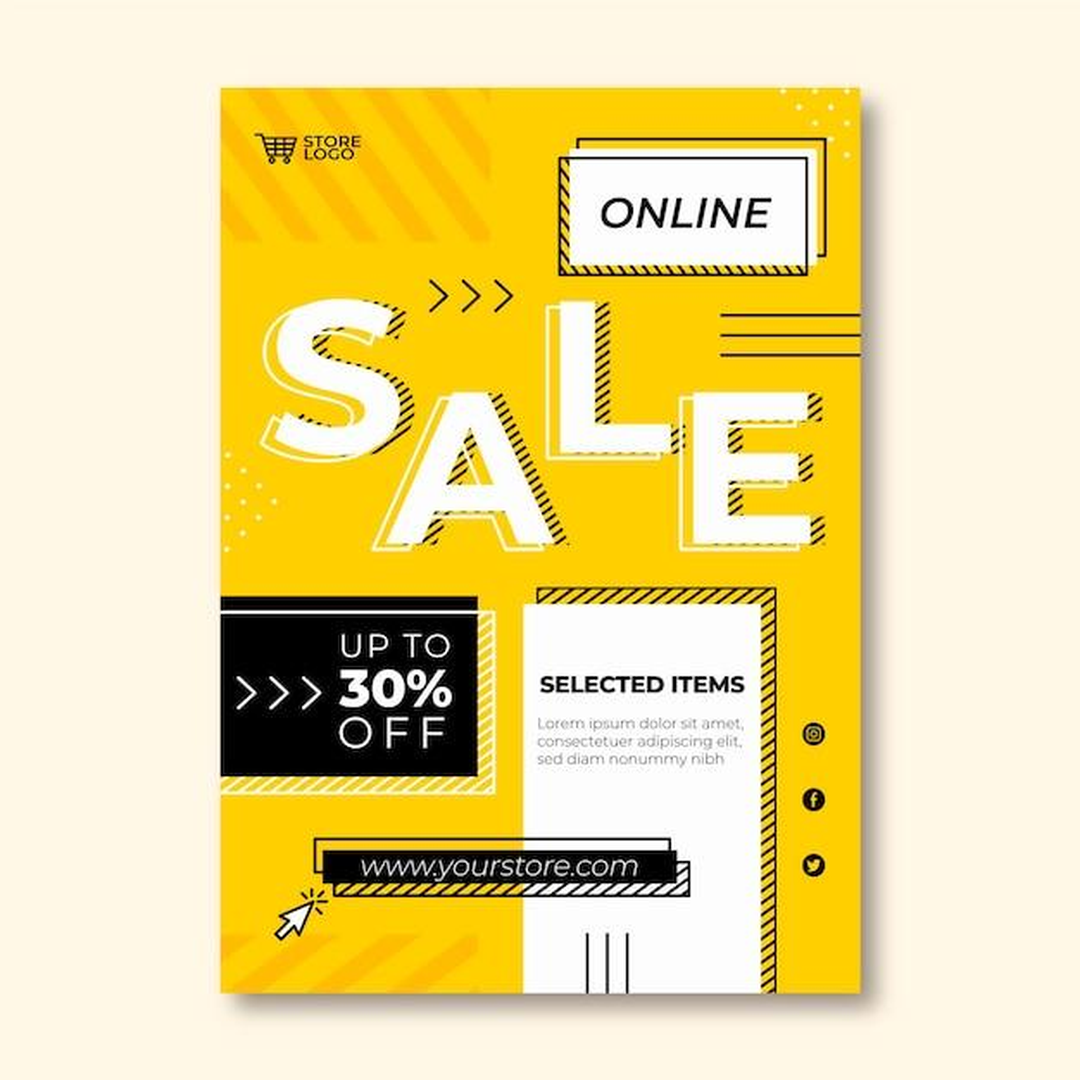 STORE
LOGO
ONLINE
SALE
UP TO
30%
OFF
SELECTED ITEMS
Lorem ipsum dolor sit amet,
consectetuer adipiscing elit,
sed diam nonummy nibh
www.yourstore.com